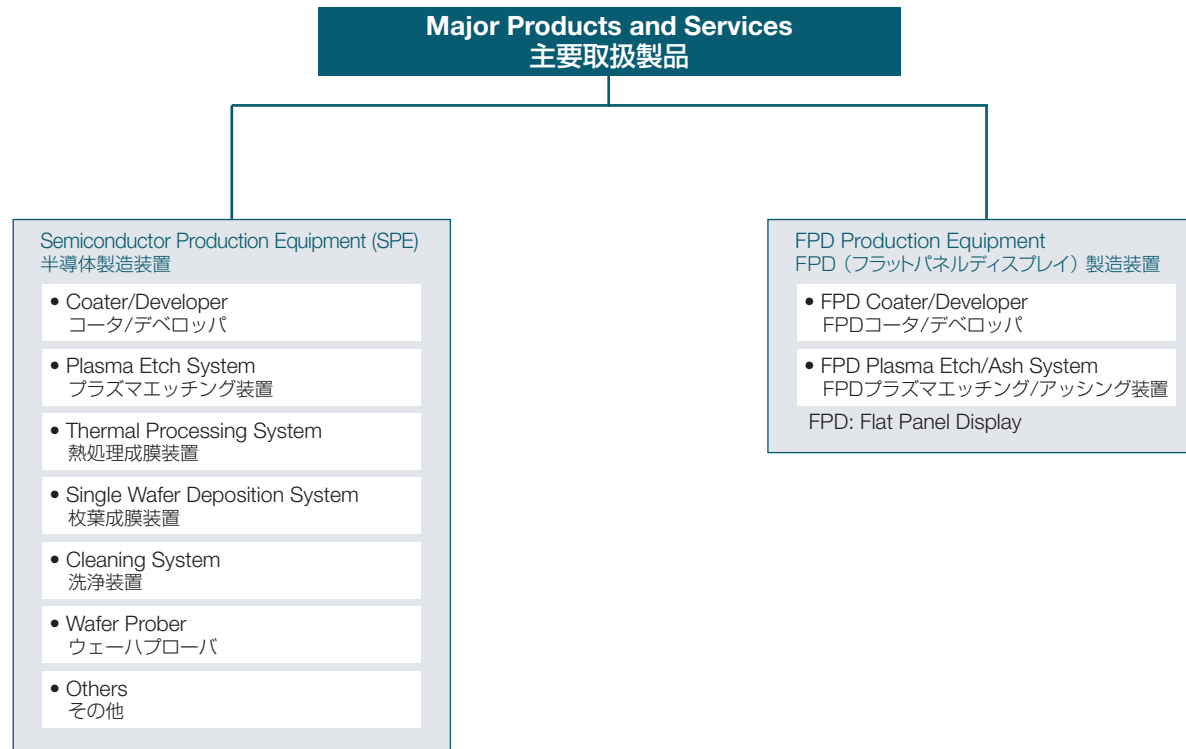 Major Products and Services
主要取扱製品
Semiconductor Production Equipment (SPE)
半導体製造装置
• Coater/Developer
コータ/デベロッパ
• Plasma Etch System
プラズマエッチング装置
• Thermal Processing System
熱処理成膜装置
• Single Wafer Deposition System
枚葉成膜装置
• Cleaning System
洗浄装置
• Wafer Prober
ウェーハプローバ
• Others
その他
FPD Production Equipment
FPD（フラットパネルディスプレイ）製造装置
• FPD Coater/Developer
FPDコータ/デベロッパ
• FPD Plasma Etch/Ash System
FPDプラズマエッチング/アッシング装置
FPD: Flat Panel Display